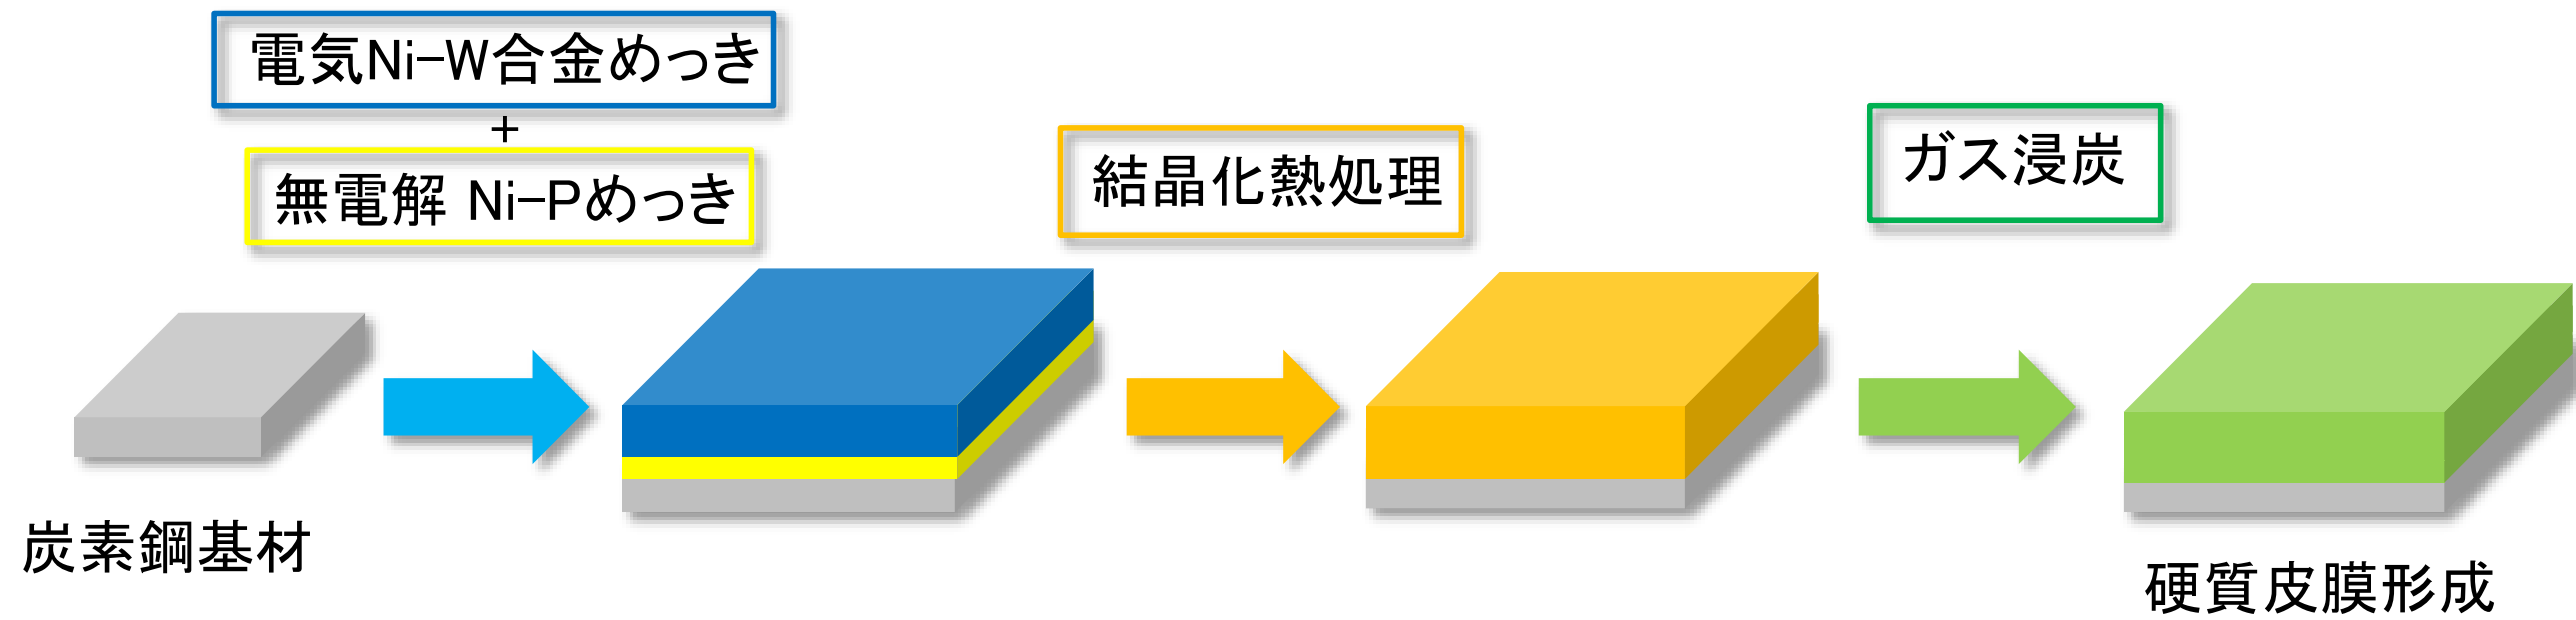 電気Ni−W合金めっき
+
無電解 Ni−Pめっき
結晶化熱処理
ガス浸炭
炭素鋼基材
硬質皮膜形成